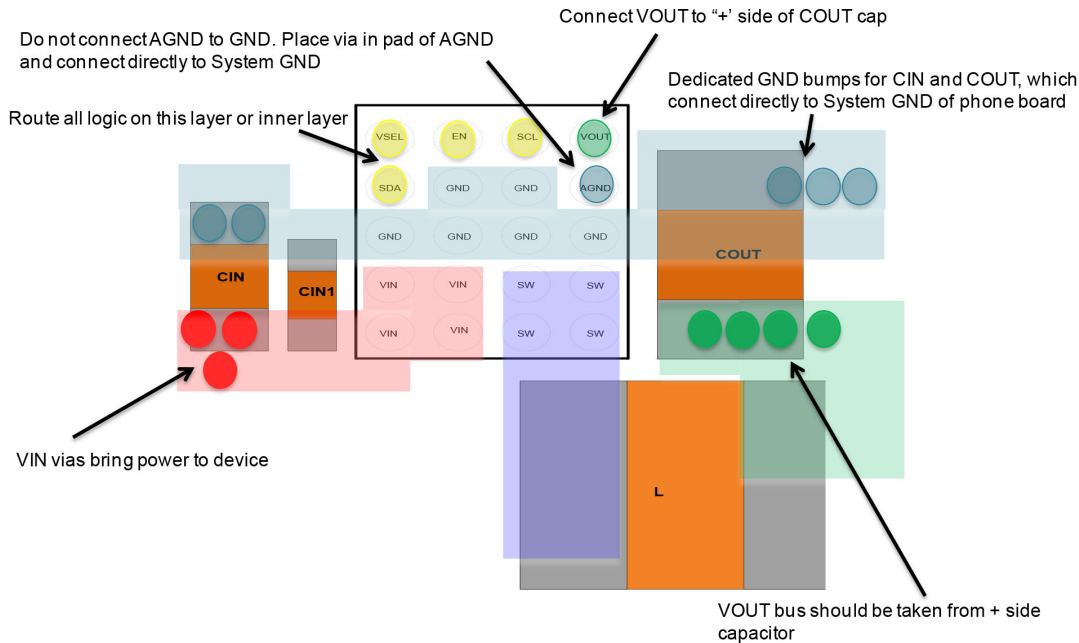 Connect VOUT to “+’ side of COUT cap
Do not connect AGND to GND. Place via in pad of AGND
and connect directly to System GND
Dedicated GND bumps for CIN and COUT, which
connect directly to System GND of phone board
Route all logic on this layer or inner layer
VSEL EN SCL VOUT
SDA GND GND AGND
GND GND GND GND
COUT
CIN
CIN1
VIN VIN SW SW
VIN VIN SW SW
VIN vias bring power to device
L
VOUT bus should be taken from + side
capacitor